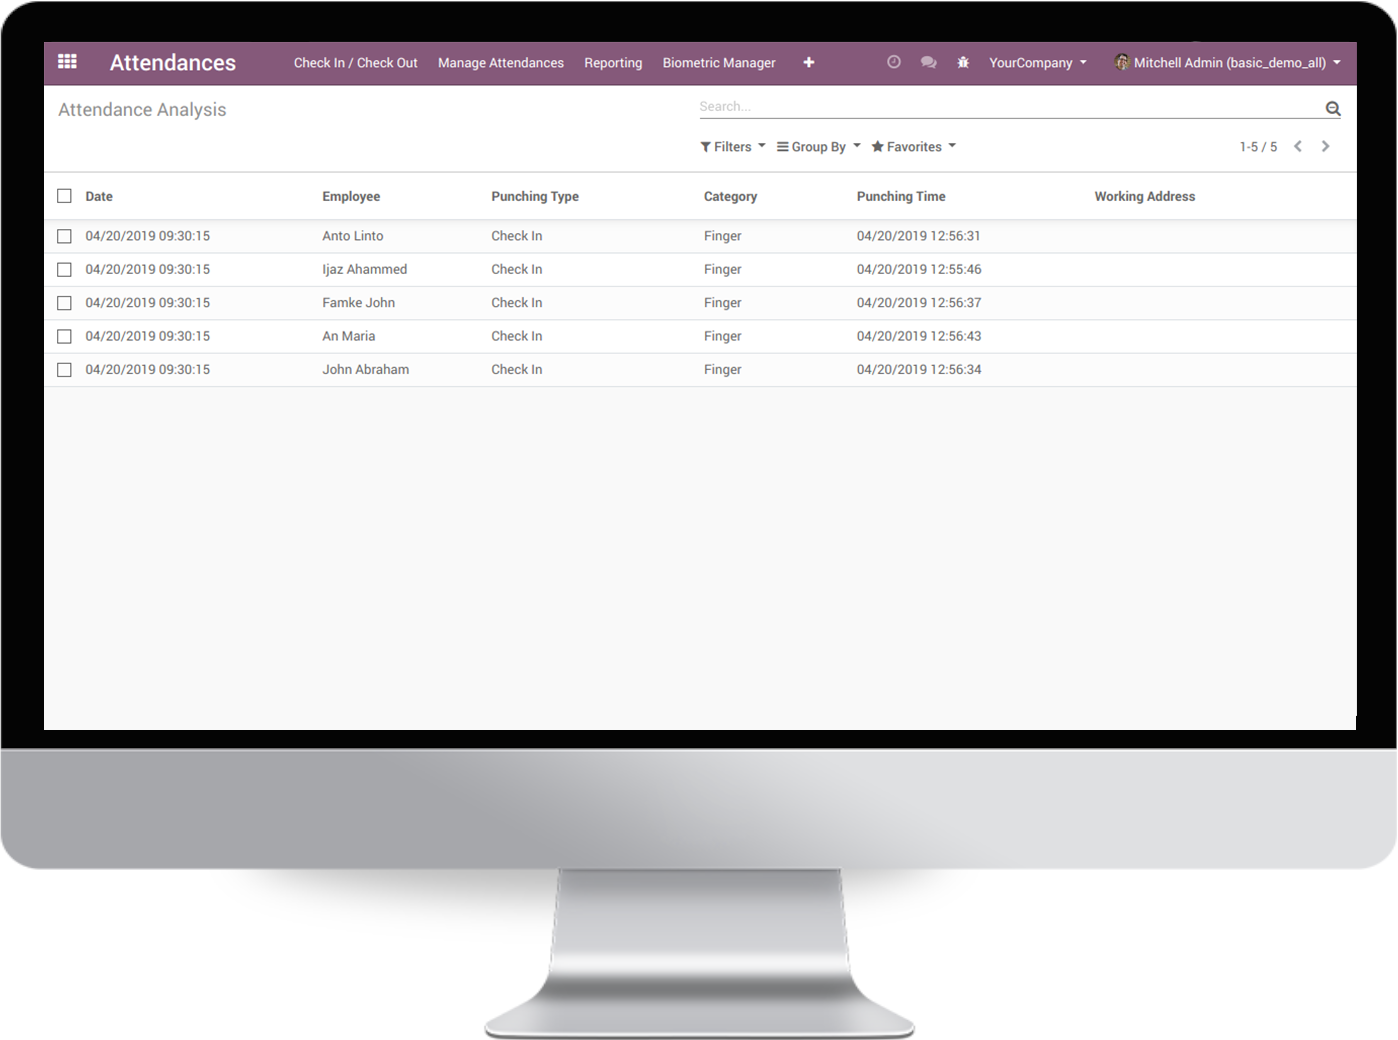 Attendances Check In / Check Out Manage Attendances Reporting Biometric Manager YourCompany Mitchell Admin (basic_demo_all)
Attendance Analysis Search...
Filters Group By Favorites 1-5 / 5
Date Employee Punching Type Category Punching Time Working Address
04/20/2019 09:30:15 Anto Linto Check In Finger 04/20/2019 12:56:31
04/20/2019 09:30:15 Ijaz Ahammed Check In Finger 04/20/2019 12:55:46
04/20/2019 09:30:15 Famke John Check In Finger 04/20/2019 12:56:37
04/20/2019 09:30:15 An Maria Check In Finger 04/20/2019 12:56:43
04/20/2019 09:30:15 John Abraham Check In Finger 04/20/2019 12:56:34